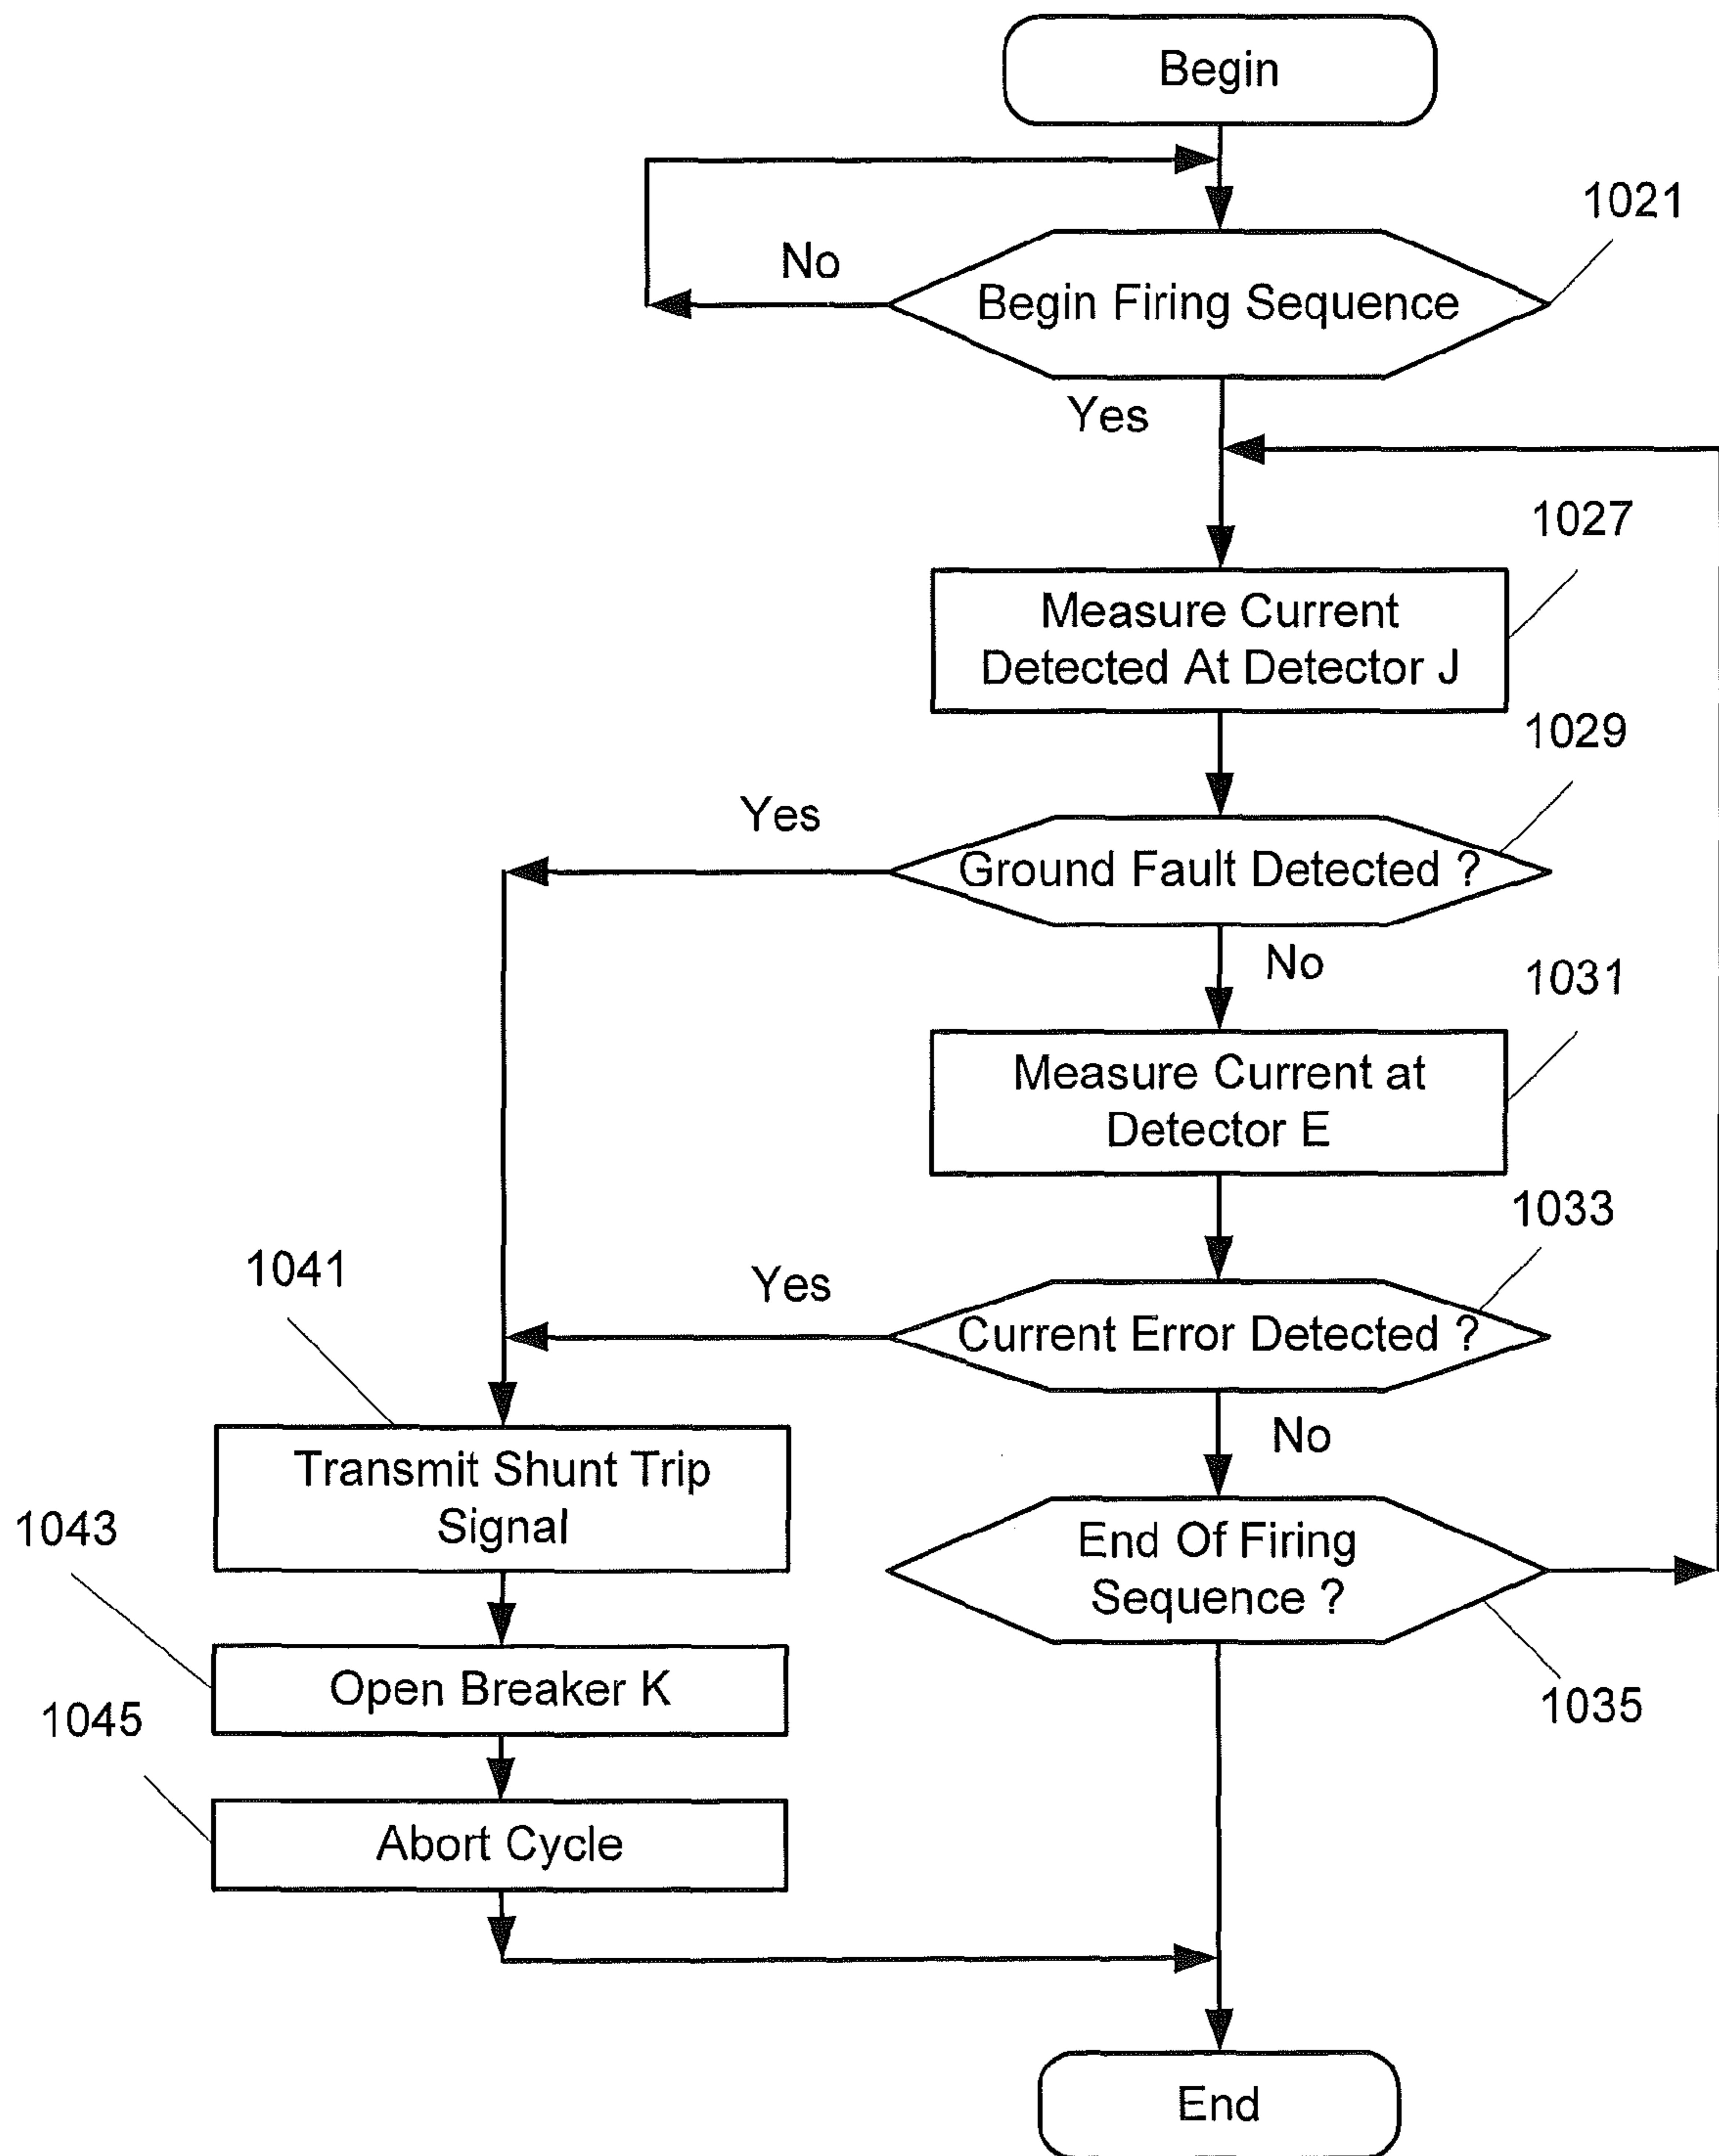 Begin
1021
No
Begin Firing Sequence
Yes
1027
Measure Current
Detected At Detector J
1029
Yes
Ground Fault Detected ?
No
1031
Measure Current at
Detector E
1033
1041
Yes
Current Error Detected ?
No
Transmit Shunt Trip
Signal
1043
End Of Firing
Sequence ?
Open Breaker K
1035
1045
Abort Cycle
End